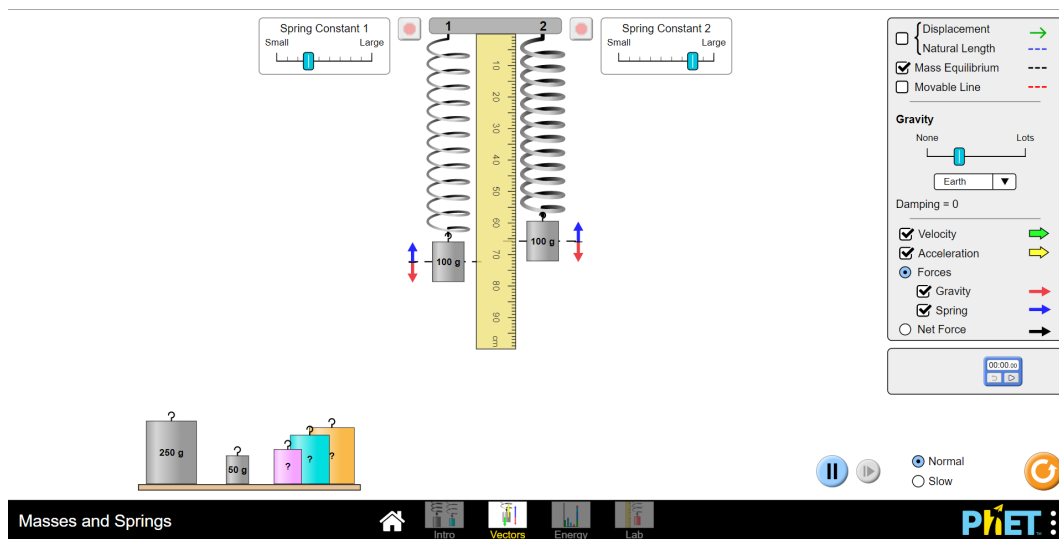 Spring Constant 1
Small Large
1
2
Spring Constant 2
Small Large
10
20
30
40
50
60
70
80
90
cm
100 g
100 g
Displacement
Natural Length
Mass Equilibrium
Movable Line
Gravity
None Lots
Earth
Damping = 0
Velocity
Acceleration
Forces
Gravity
Spring
Net Force
00:00.00
250 g
50 g
?
?
?
Normal
Slow
Masses and Springs
Intro
Vectors
Energy
Lab
PhET